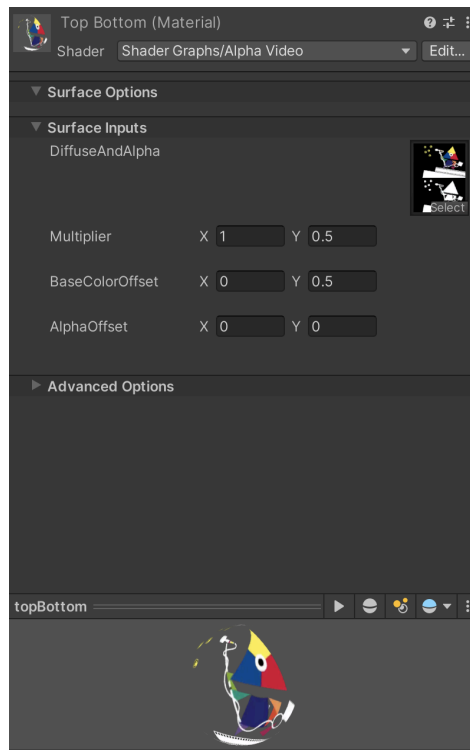 Top Bottom (Material)
Shader Shader Graphs/Alpha Video Edit...
Surface Options
Surface Inputs
DiffuseAndAlpha
Select
Multiplier X 1 Y 0.5
BaseColorOffset X 0 Y 0.5
AlphaOffset X 0 Y 0
Advanced Options
topBottom